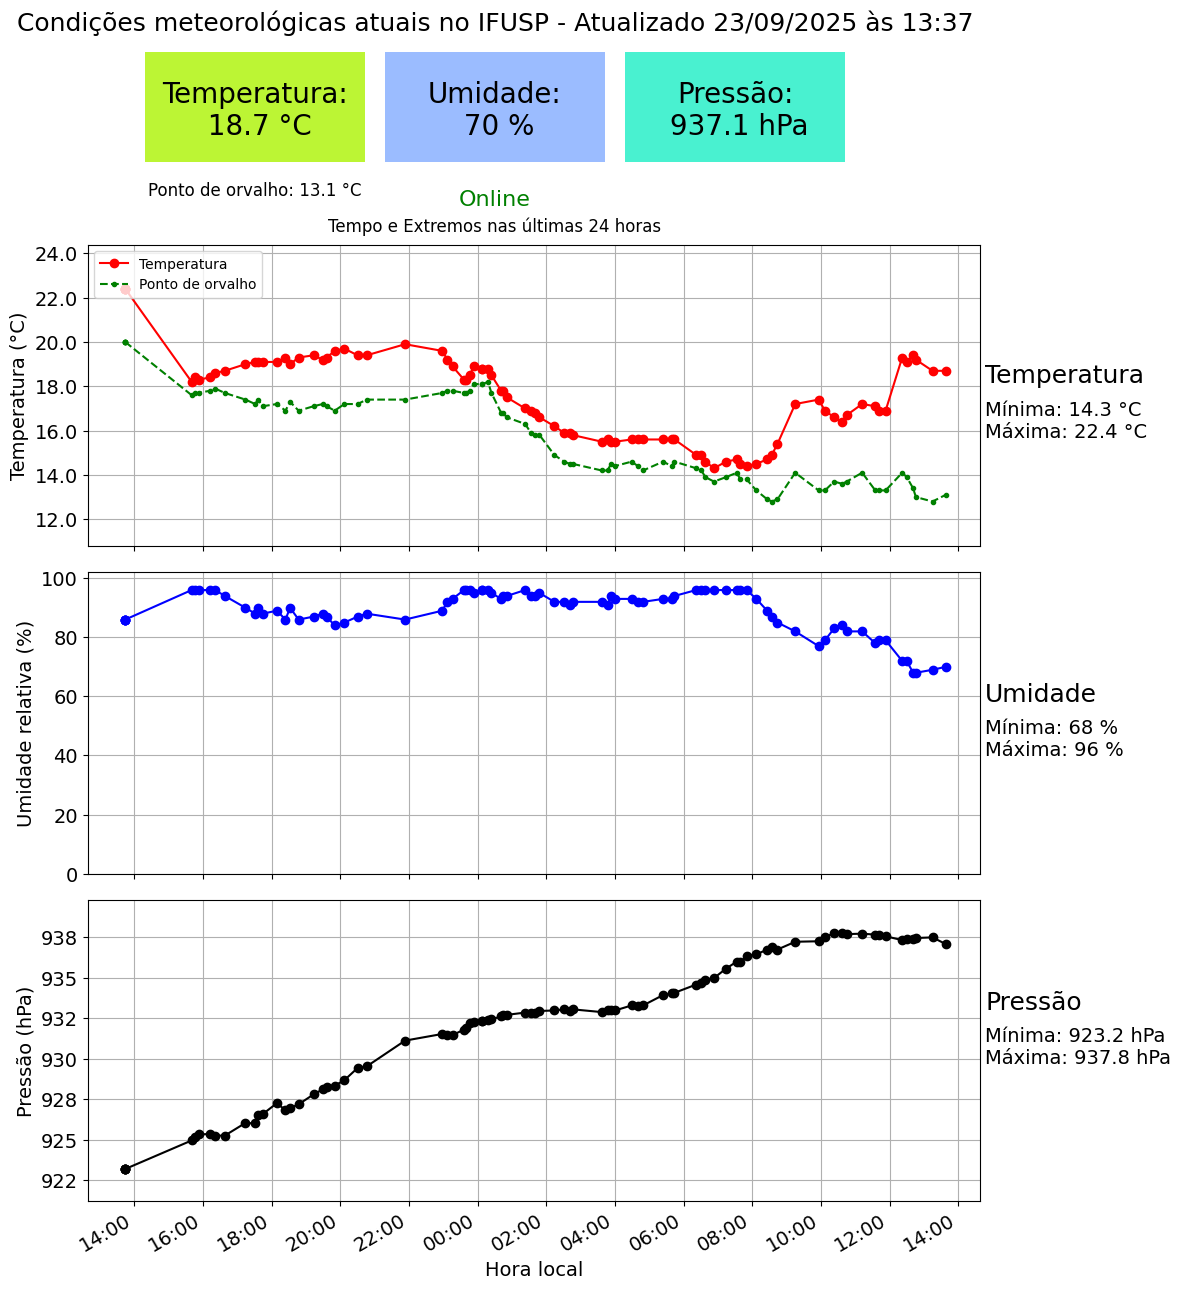 Condições meteorológicas atuais no IFUSP - Atualizado 23/09/2025 às 13:37
Temperatura:
18.7 °C
Umidade:
70 %
Pressão:
937.1 hPa
Ponto de orvalho: 13.1 °C
Online
Tempo e Extremos nas últimas 24 horas
Temperatura (°C)
24.0
22.0
20.0
18.0
16.0
14.0
12.0
Temperatura
Ponto de orvalho
Temperatura
Mínima: 14.3 °C
Máxima: 22.4 °C
Umidade relativa (%)
100
80
60
40
20
0
Umidade
Mínima: 68 %
Máxima: 96 %
Pressão (hPa)
938
935
932
930
928
925
922
Pressão
Mínima: 923.2 hPa
Máxima: 937.8 hPa
14:00
16:00
18:00
20:00
22:00
00:00
02:00
04:00
06:00
08:00
10:00
12:00
14:00
Hora local